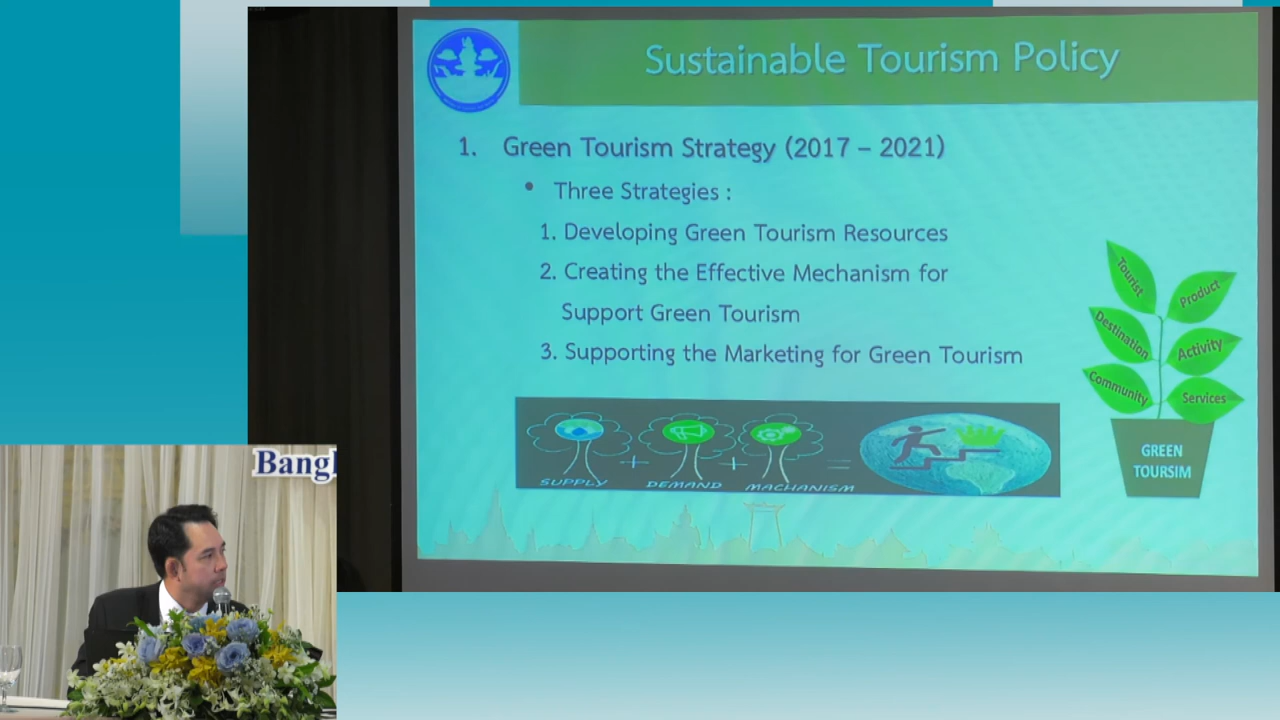 Sustainable Tourism Policy
1. Green Tourism Strategy (2017 – 2021)
• Three Strategies :
1. Developing Green Tourism Resources
2. Creating the Effective Mechanism for
Support Green Tourism
3. Supporting the Marketing for Green Tourism
Tourist
Product
Destination
Activity
Community
Services
GREEN
TOURSIM
SUPPLY + DEMAND + MACHANISM =
Bangl